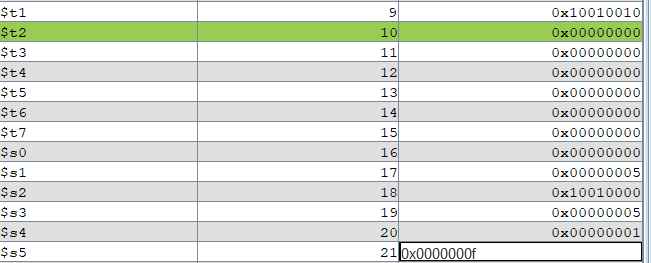 $t1 9 0x10010010
$t2 10 0x00000000
$t3 11 0x00000000
$t4 12 0x00000000
$t5 13 0x00000000
$t6 14 0x00000000
$t7 15 0x00000000
$s0 16 0x00000000
$s1 17 0x00000005
$s2 18 0x10010000
$s3 19 0x00000005
$s4 20 0x00000001
$s5 21 0x0000000f